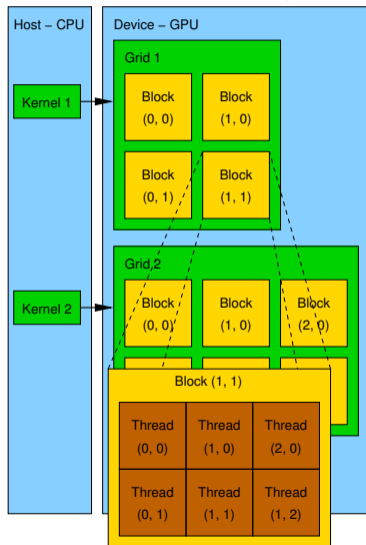 Host – CPU
Device – GPU
Grid 1
Kernel 1
Block
(0, 0)
Block
(1, 0)
Block
(0, 1)
Block
(1, 1)
Grid 2
Kernel 2
Block
(0, 0)
Block
(1, 0)
Block
(2, 0)
Block (1, 1)
Thread
(0, 0)
Thread
(1, 0)
Thread
(2, 0)
Thread
(0, 1)
Thread
(1, 1)
Thread
(1, 2)